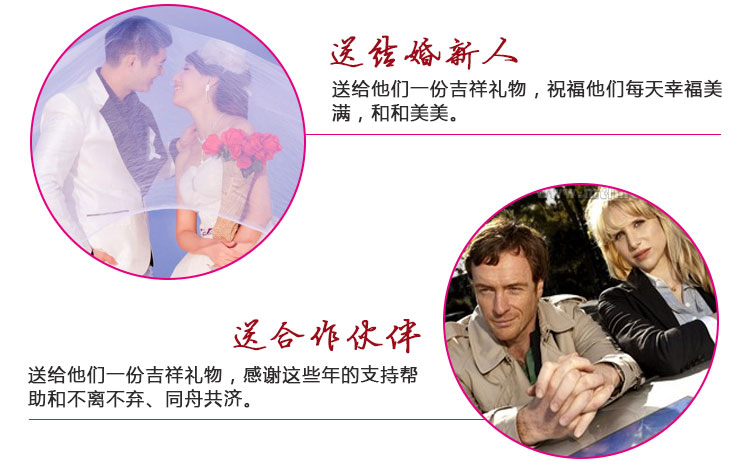 送结婚新人
送给他们一份吉祥礼物，祝福他们每天幸福美
满，和和美美。
送合作伙伴
送给他们一份吉祥礼物，感谢这些年的支持帮
助和不离不弃、同舟共济。